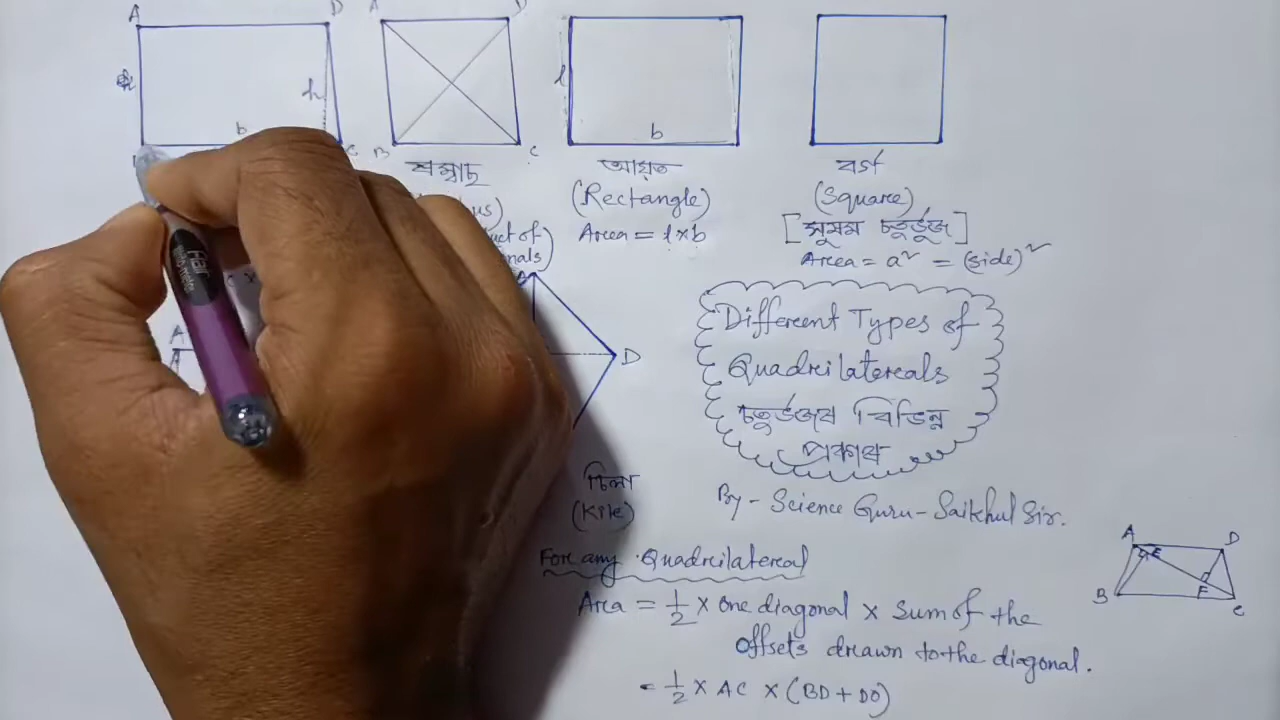 A D
h
b
C
A D
B C
l
b
আয়ত
(Rectangle)
Area = l×b
বর্গ
(Square)
[সুষম চতুর্ভুজ]
Area = a² = (side)²
Different Types of
Quadrilaterals
চতুর্ভুজের বিভিন্ন
প্রকার
By - Science Guru - Saikhul Sir.
A
D
Flair
(Kite)
For any Quadrilateral
Area = 1/2 × one diagonal × sum of the
offsets drawn to the diagonal.
= 1/2 × AC × (BD + DO)
A D
E
F
B C